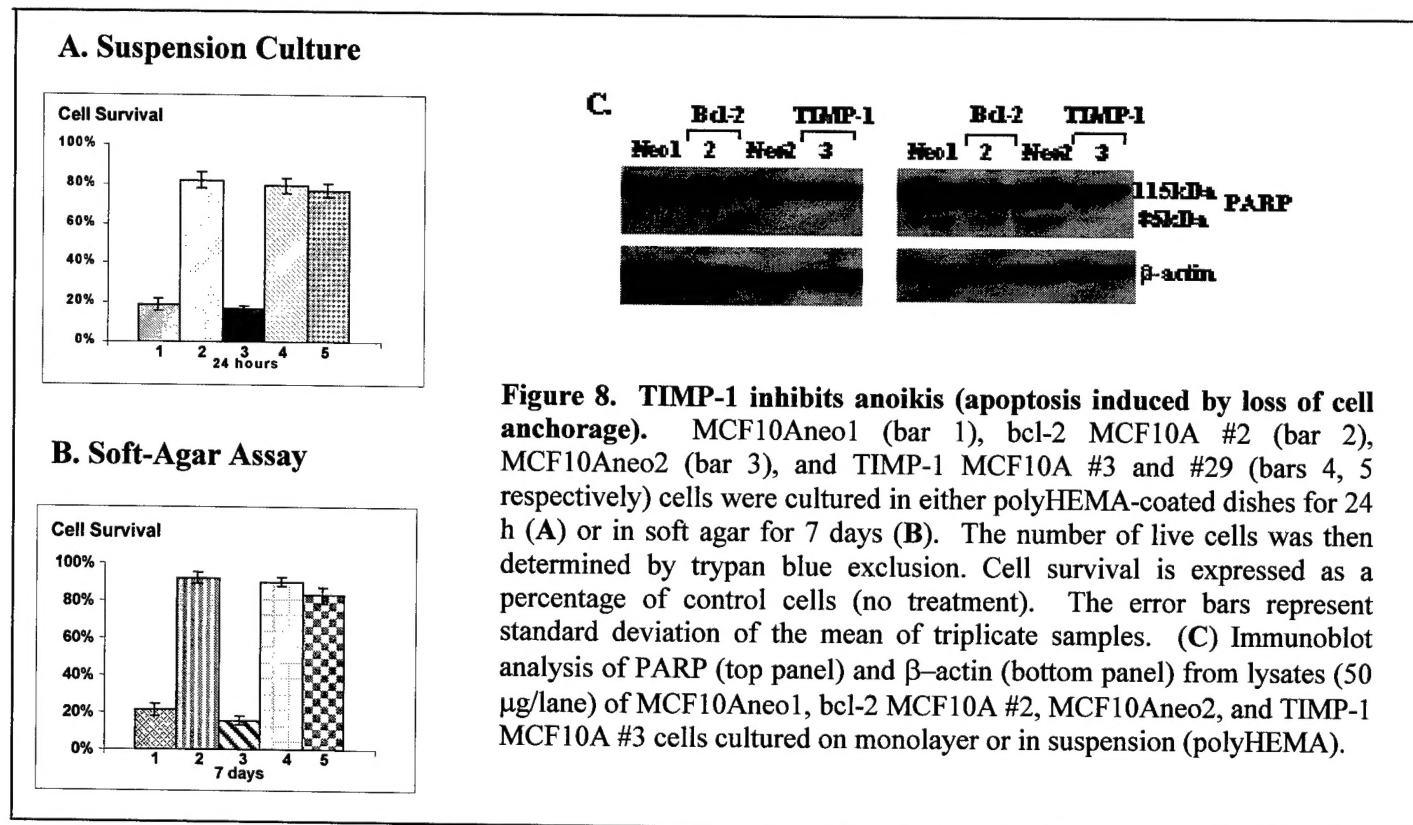 A. Suspension Culture
Cell Survival
100%
80%
60%
40%
20%
0%
1 2 3 4 5
24 hours
B. Soft-Agar Assay
Cell Survival
100%
80%
60%
40%
20%
0%
1 2 3 4 5
7 days
C.
Bcl-2 TIMP-1 Bcl-2 TIMP-1
Neo1 2 Neo2 3 Neo1 2 Neo2 3
115kDa
PARP
85kDa
β-actin
Figure 8. TIMP-1 inhibits anoikis (apoptosis induced by loss of cell
anchorage). MCF10Aneo1 (bar 1), bcl-2 MCF10A #2 (bar 2),
MCF10Aneo2 (bar 3), and TIMP-1 MCF10A #3 and #29 (bars 4, 5
respectively) cells were cultured in either polyHEMA-coated dishes for 24
h (A) or in soft agar for 7 days (B). The number of live cells was then
determined by trypan blue exclusion. Cell survival is expressed as a
percentage of control cells (no treatment). The error bars represent
standard deviation of the mean of triplicate samples. (C) Immunoblot
analysis of PARP (top panel) and β–actin (bottom panel) from lysates (50
μg/lane) of MCF10Aneo1, bcl-2 MCF10A #2, MCF10Aneo2, and TIMP-1
MCF10A #3 cells cultured on monolayer or in suspension (polyHEMA).